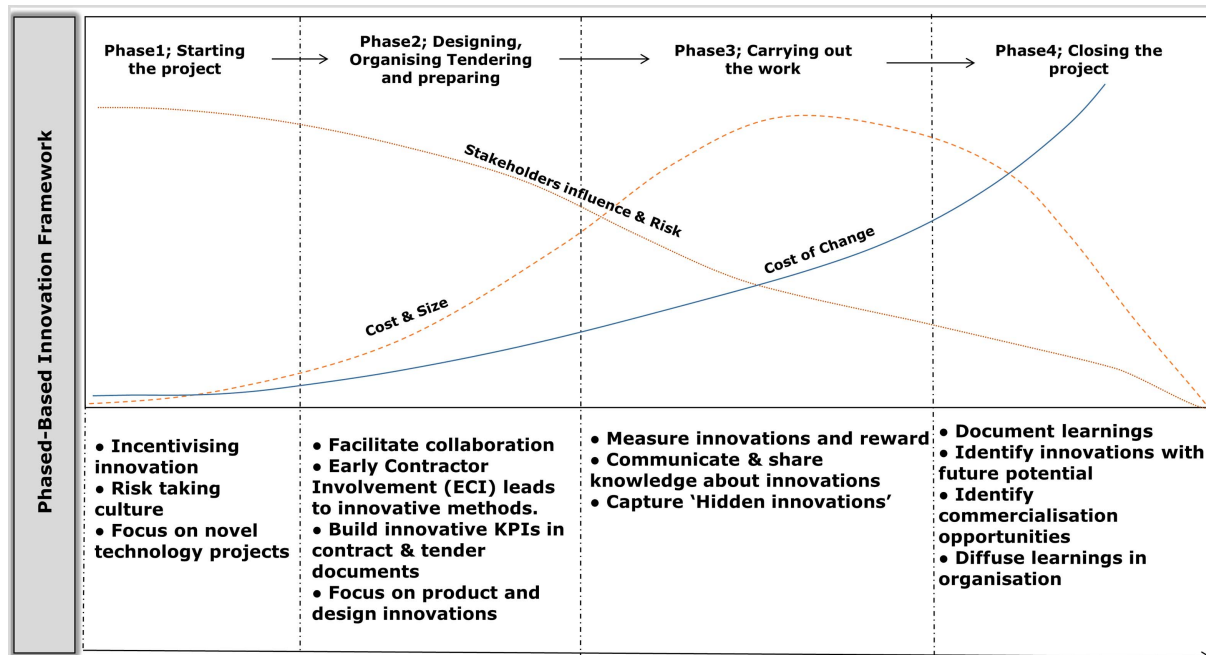 Phased-Based Innovation Framework
Phase1; Starting
the project
Phase2; Designing,
Organising Tendering
and preparing
Phase3; Carrying out
the work
Phase4; Closing the
project
Stakeholders influence & Risk
Cost & Size
Cost of Change
● Incentivising
innovation
● Risk taking
culture
● Focus on novel
technology projects
● Facilitate collaboration
● Early Contractor
Involvement (ECI) leads
to innovative methods.
● Build innovative KPIs in
contract & tender
documents
● Focus on product and
design innovations
● Measure innovations and reward
● Communicate & share
knowledge about innovations
● Capture ‘Hidden innovations’
● Document learnings
● Identify innovations with
future potential
● Identify
commercialisation
opportunities
● Diffuse learnings in
organisation